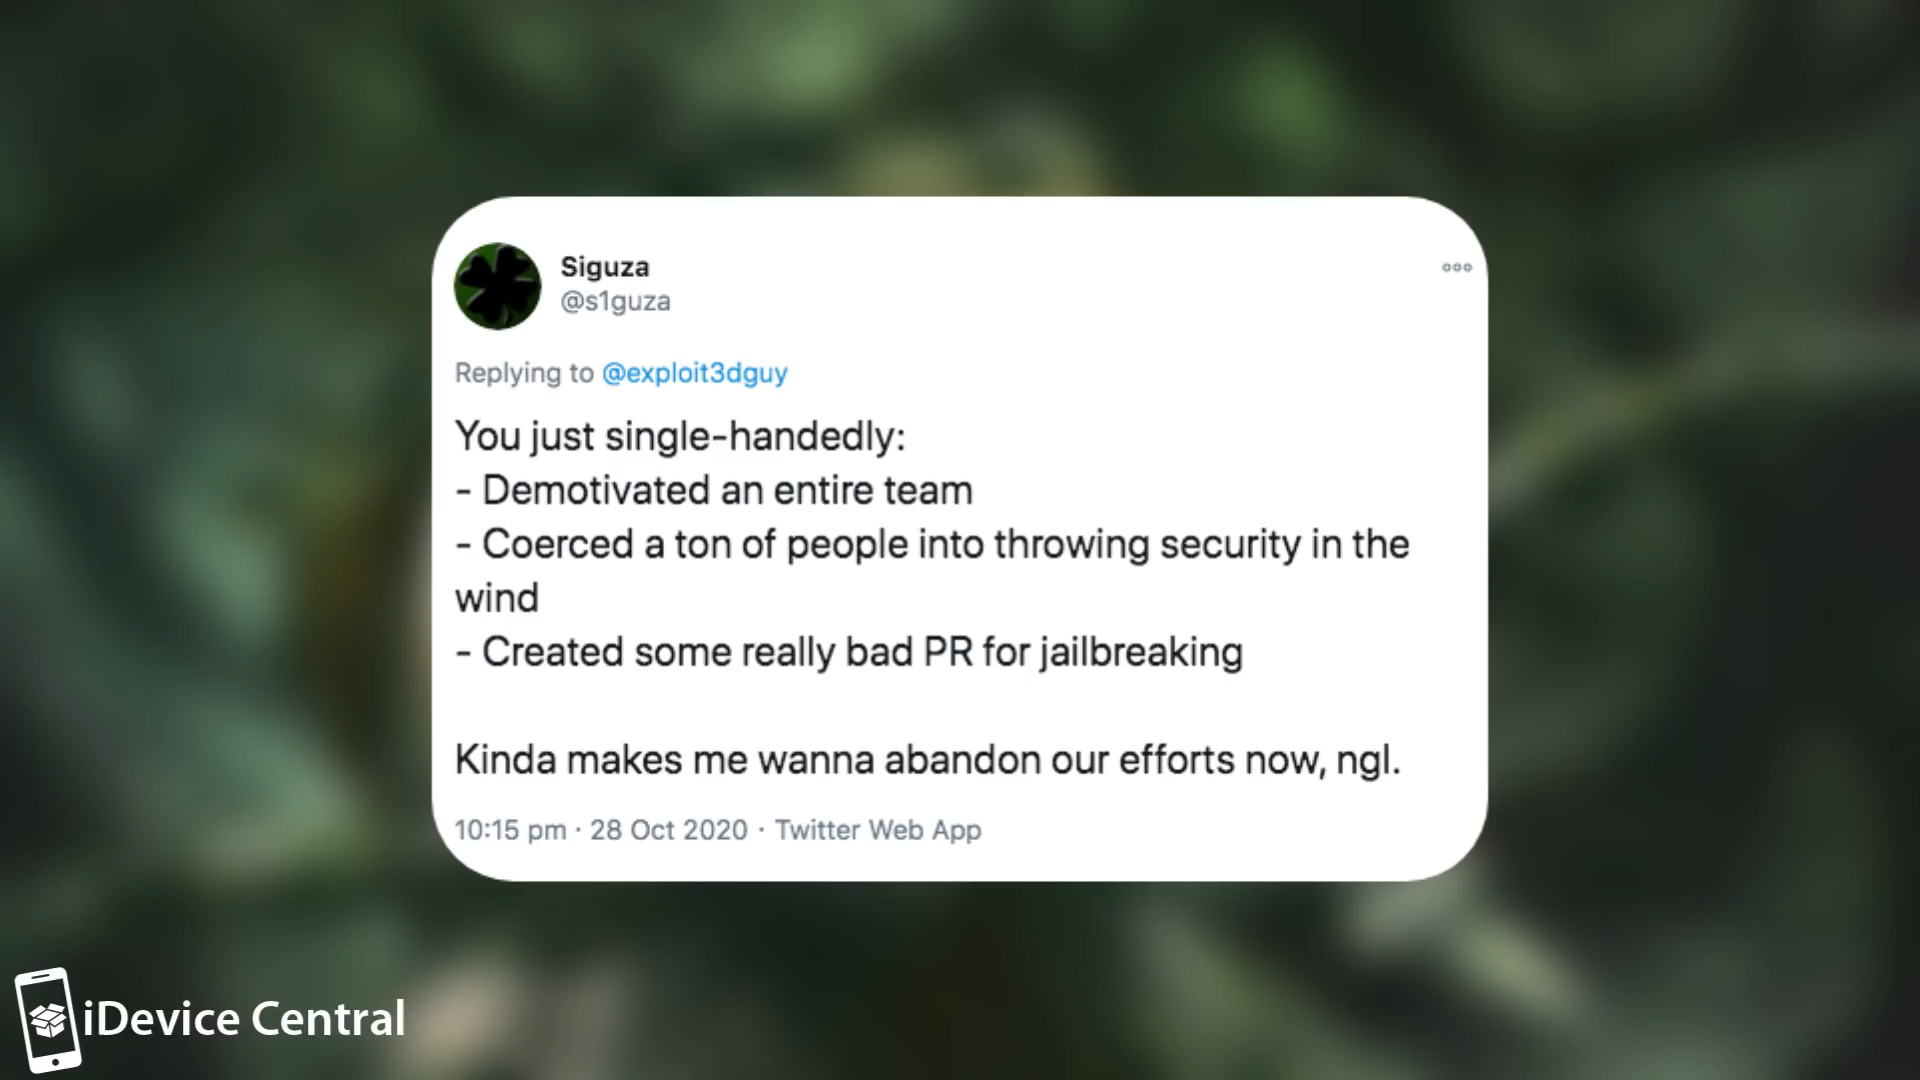 Siguza
@s1guza
Replying to @exploit3dguy
You just single-handedly:
- Demotivated an entire team
- Coerced a ton of people into throwing security in the
wind
- Created some really bad PR for jailbreaking
Kinda makes me wanna abandon our efforts now, ngl.
10:15 pm · 28 Oct 2020 · Twitter Web App
iDevice Central